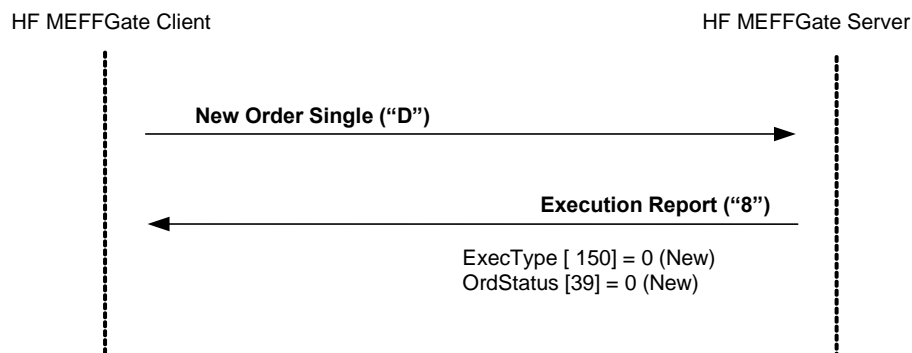 HF MEFFGate Client
HF MEFFGate Server
New Order Single (“D”)
Execution Report (“8”)
ExecType [ 150] = 0 (New)
OrdStatus [39] = 0 (New)